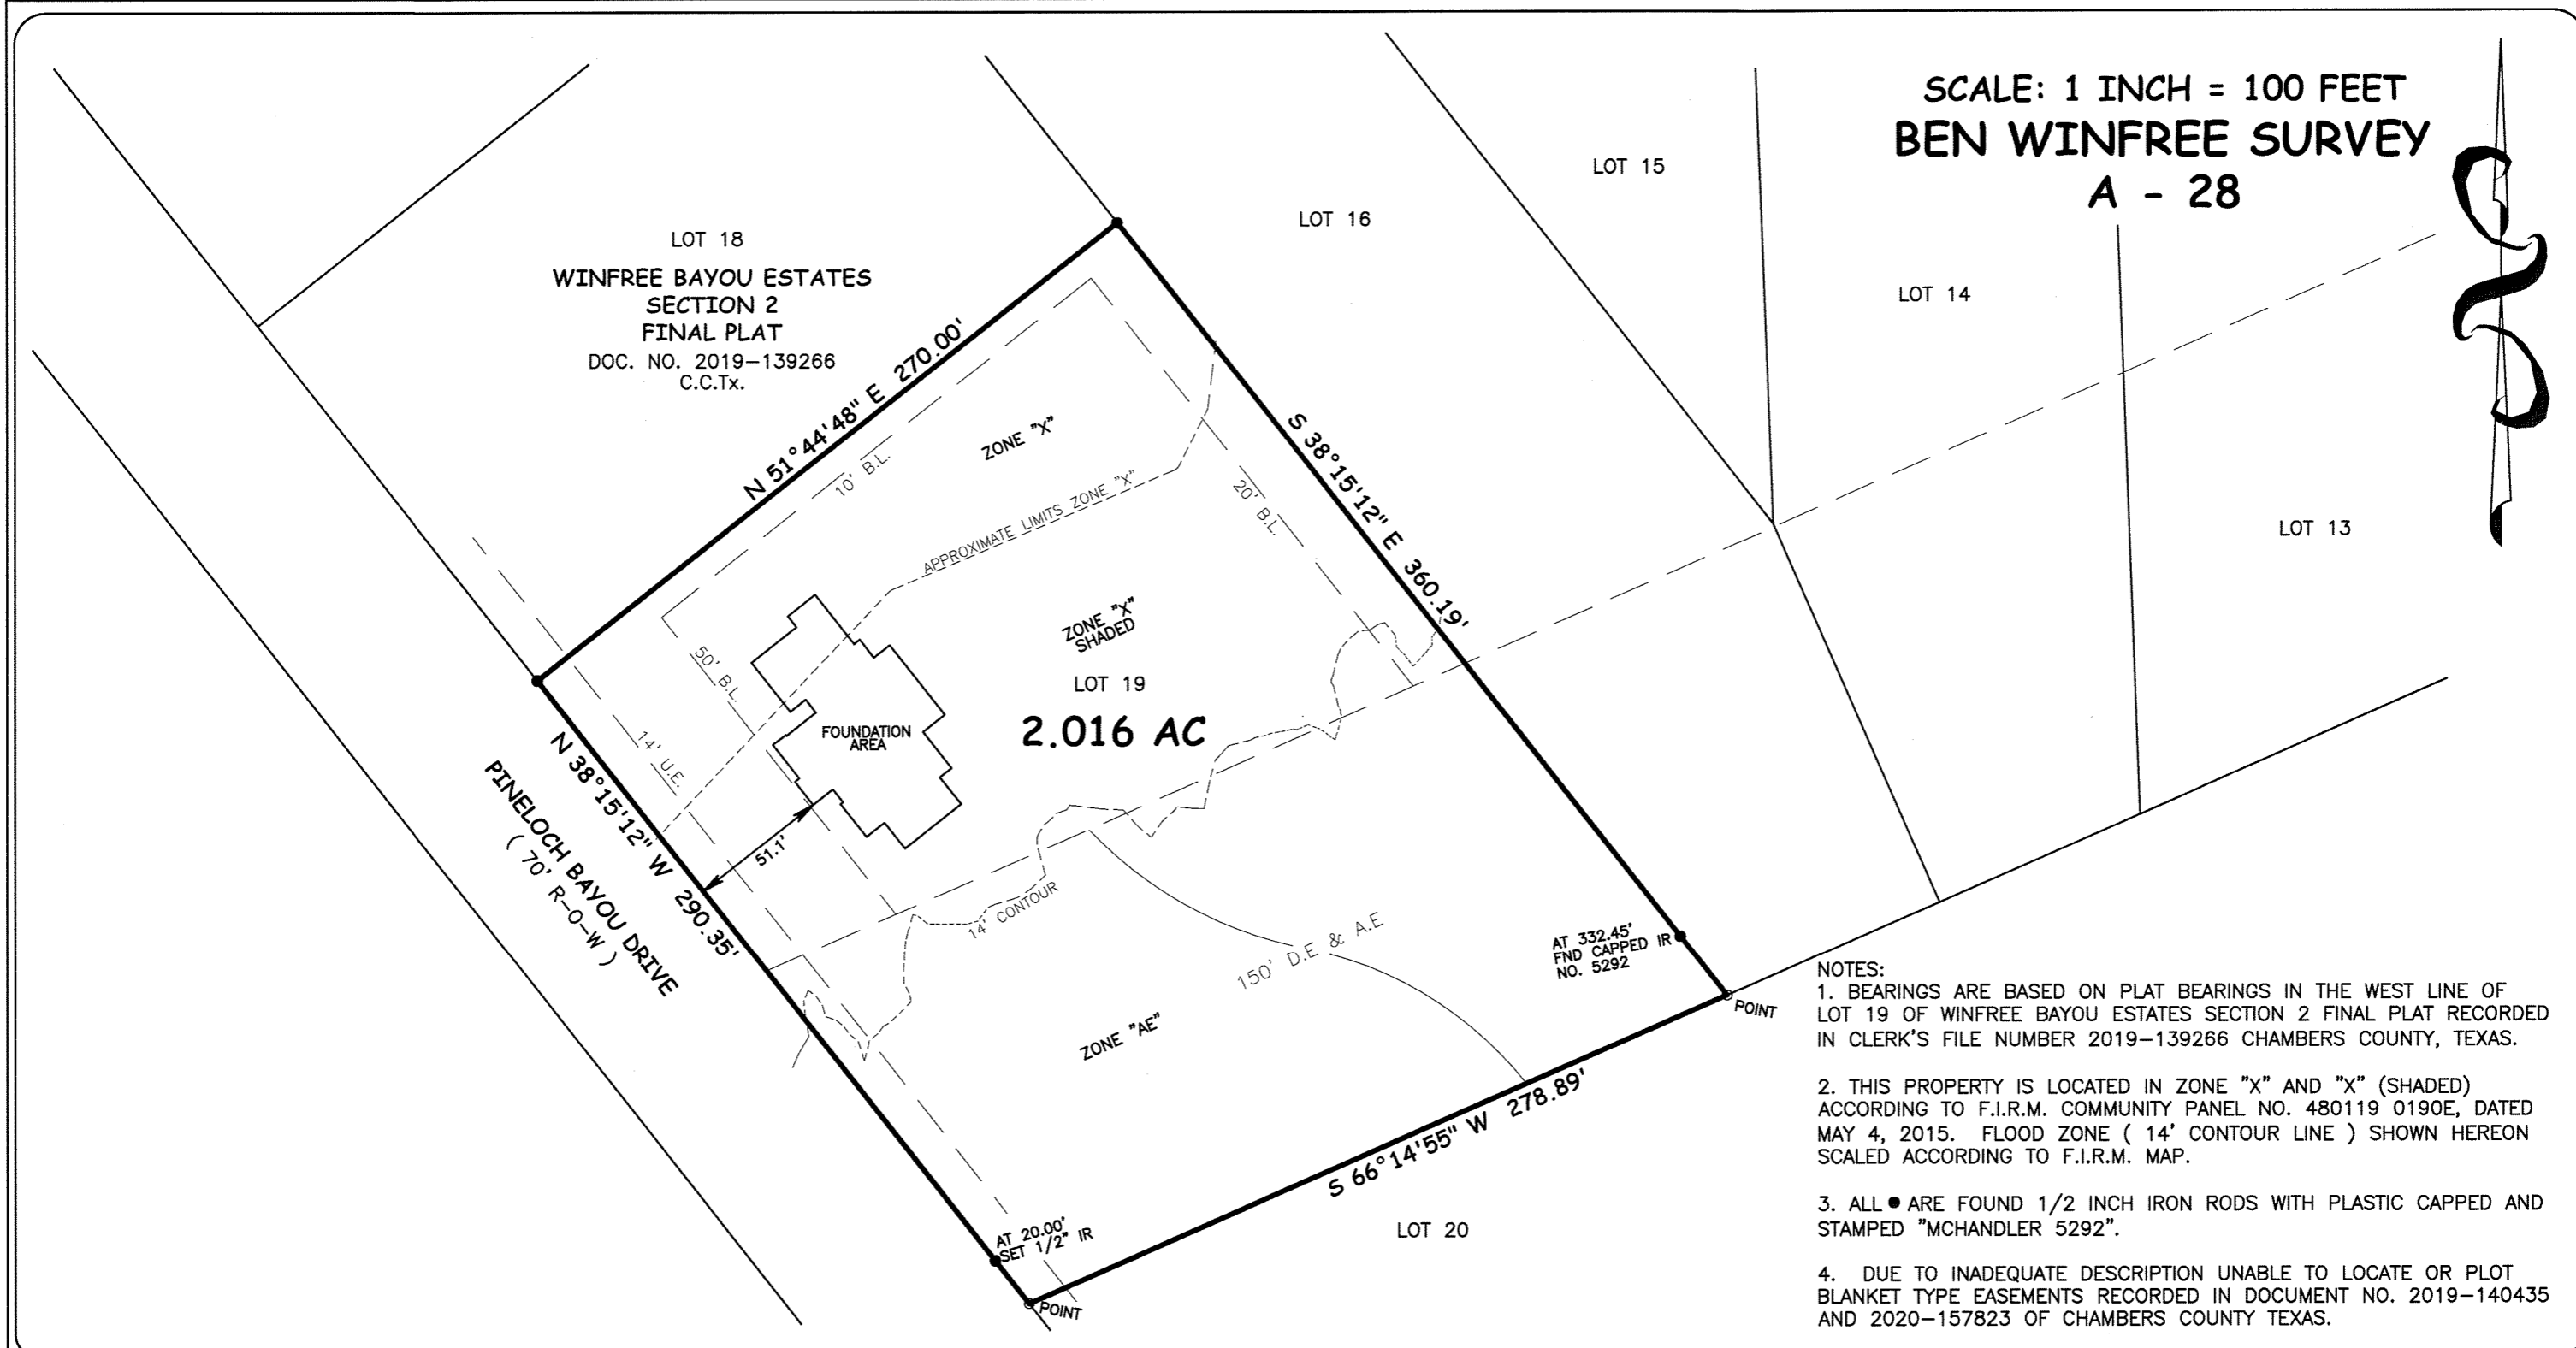 SCALE: 1 INCH = 100 FEET
BEN WINFREE SURVEY
A - 28
LOT 15
LOT 16
LOT 14
LOT 13
LOT 18
WINFREE BAYOU ESTATES
SECTION 2
FINAL PLAT
DOC. NO. 2019-139266
C.C.Tx.
N 51°44'48" E 270.00'
10' B.L.
ZONE "X"
APPROXIMATE LIMITS ZONE "X"
20' B.L.
S 38°15'12" E 360.19'
ZONE "X"
SHADED
LOT 19
2.016 AC
50' B.L.
FOUNDATION
AREA
14' U.E.
51.1'
N 38°15'12" W 290.35'
PINELOCH BAYOU DRIVE
( 70' R-O-W )
14' CONTOUR
150' D.E & A.E
ZONE "AE"
AT 332.45'
FND CAPPED IR
NO. 5292
POINT
S 66°14'55" W 278.89'
LOT 20
AT 20.00'
SET 1/2" IR
POINT
NOTES:
1. BEARINGS ARE BASED ON PLAT BEARINGS IN THE WEST LINE OF
LOT 19 OF WINFREE BAYOU ESTATES SECTION 2 FINAL PLAT RECORDED
IN CLERK'S FILE NUMBER 2019-139266 CHAMBERS COUNTY, TEXAS.
2. THIS PROPERTY IS LOCATED IN ZONE "X" AND "X" (SHADED)
ACCORDING TO F.I.R.M. COMMUNITY PANEL NO. 480119 0190E, DATED
MAY 4, 2015. FLOOD ZONE ( 14' CONTOUR LINE ) SHOWN HEREON
SCALED ACCORDING TO F.I.R.M. MAP.
3. ALL ● ARE FOUND 1/2 INCH IRON RODS WITH PLASTIC CAPPED AND
STAMPED "MCHANDLER 5292".
4. DUE TO INADEQUATE DESCRIPTION UNABLE TO LOCATE OR PLOT
BLANKET TYPE EASEMENTS RECORDED IN DOCUMENT NO. 2019-140435
AND 2020-157823 OF CHAMBERS COUNTY TEXAS.